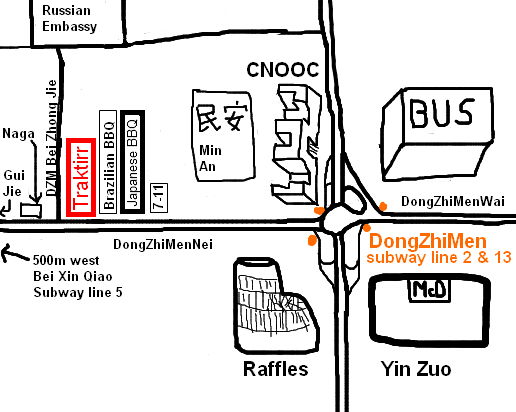 Russian
Embassy
CNOOC
DZM Bei Zhong Jie
Naga
Gui
Jie
Traktirr
Brazilian BBQ
Japanese BBQ
7-11
民安
Min
An
BUS
DongZhiMenWai
DongZhiMenNei
DongZhiMen
subway line 2 & 13
500m west
Bei Xin Qiao
Subway line 5
McD
Raffles
Yin Zuo